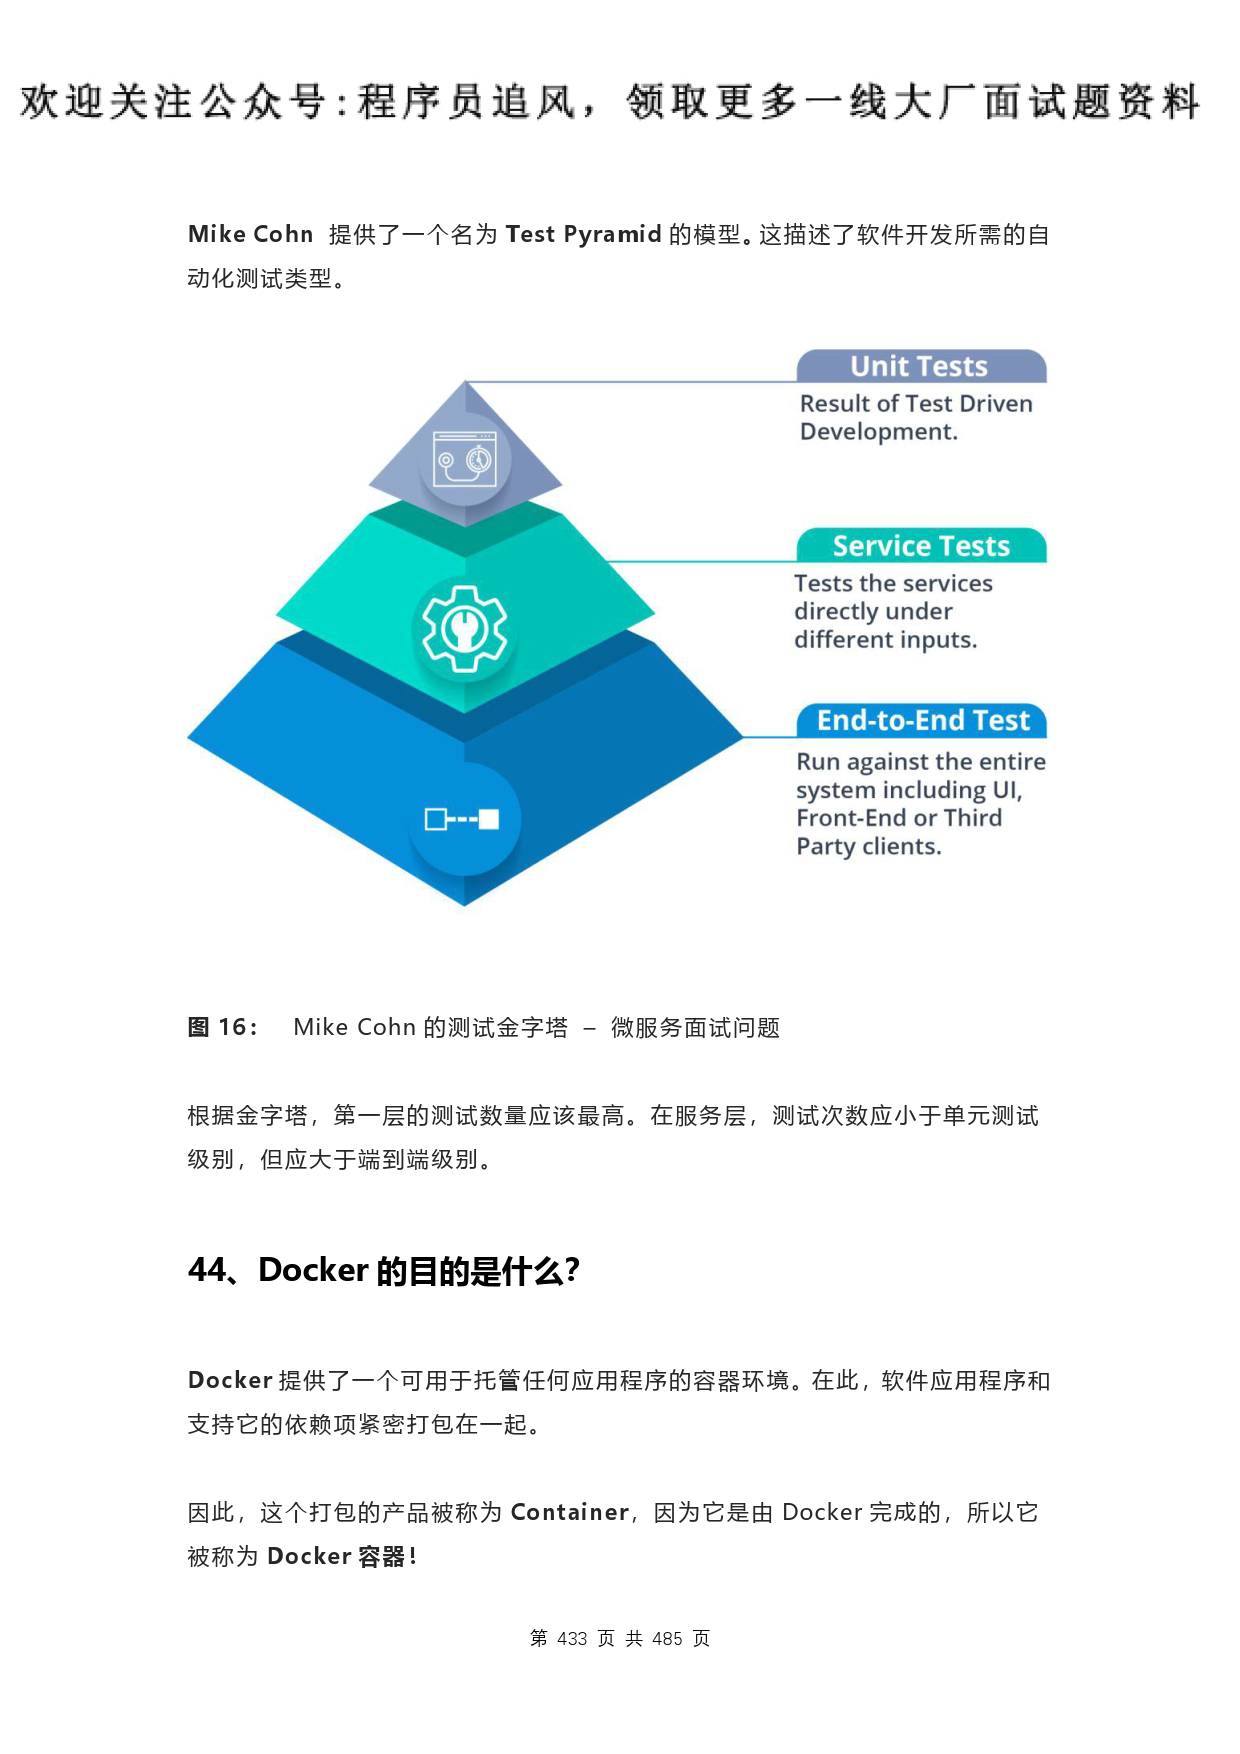 欢迎关注公众号:程序员追风，领取更多一线大厂面试题资料
Mike Cohn 提供了一个名为 Test Pyramid 的模型。这描述了软件开发所需的自
动化测试类型。
Unit Tests
Result of Test Driven
Development.
Service Tests
Tests the services
directly under
different inputs.
End-to-End Test
Run against the entire
system including UI,
Front-End or Third
Party clients.
图 16： Mike Cohn 的测试金字塔 – 微服务面试问题
根据金字塔，第一层的测试数量应该最高。在服务层，测试次数应小于单元测试
级别，但应大于端到端级别。
44、Docker 的目的是什么？
Docker 提供了一个可用于托管任何应用程序的容器环境。在此，软件应用程序和
支持它的依赖项紧密打包在一起。
因此，这个打包的产品被称为 Container，因为它是由 Docker 完成的，所以它
被称为 Docker 容器！
第 433 页 共 485 页